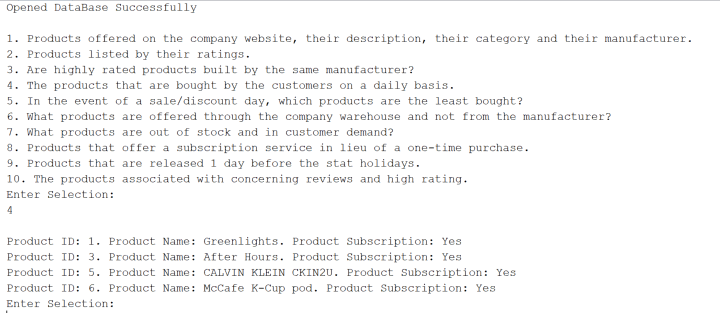 Opened DataBase Successfully
1. Products offered on the company website, their description, their category and their manufacturer.
2. Products listed by their ratings.
3. Are highly rated products built by the same manufacturer?
4. The products that are bought by the customers on a daily basis.
5. In the event of a sale/discount day, which products are the least bought?
6. What products are offered through the company warehouse and not from the manufacturer?
7. What products are out of stock and in customer demand?
8. Products that offer a subscription service in lieu of a one-time purchase.
9. Products that are released 1 day before the stat holidays.
10. The products associated with concerning reviews and high rating.
Enter Selection:
4
Product ID: 1. Product Name: Greenlights. Product Subscription: Yes
Product ID: 3. Product Name: After Hours. Product Subscription: Yes
Product ID: 5. Product Name: CALVIN KLEIN CKIN2U. Product Subscription: Yes
Product ID: 6. Product Name: McCafe K-Cup pod. Product Subscription: Yes
Enter Selection: